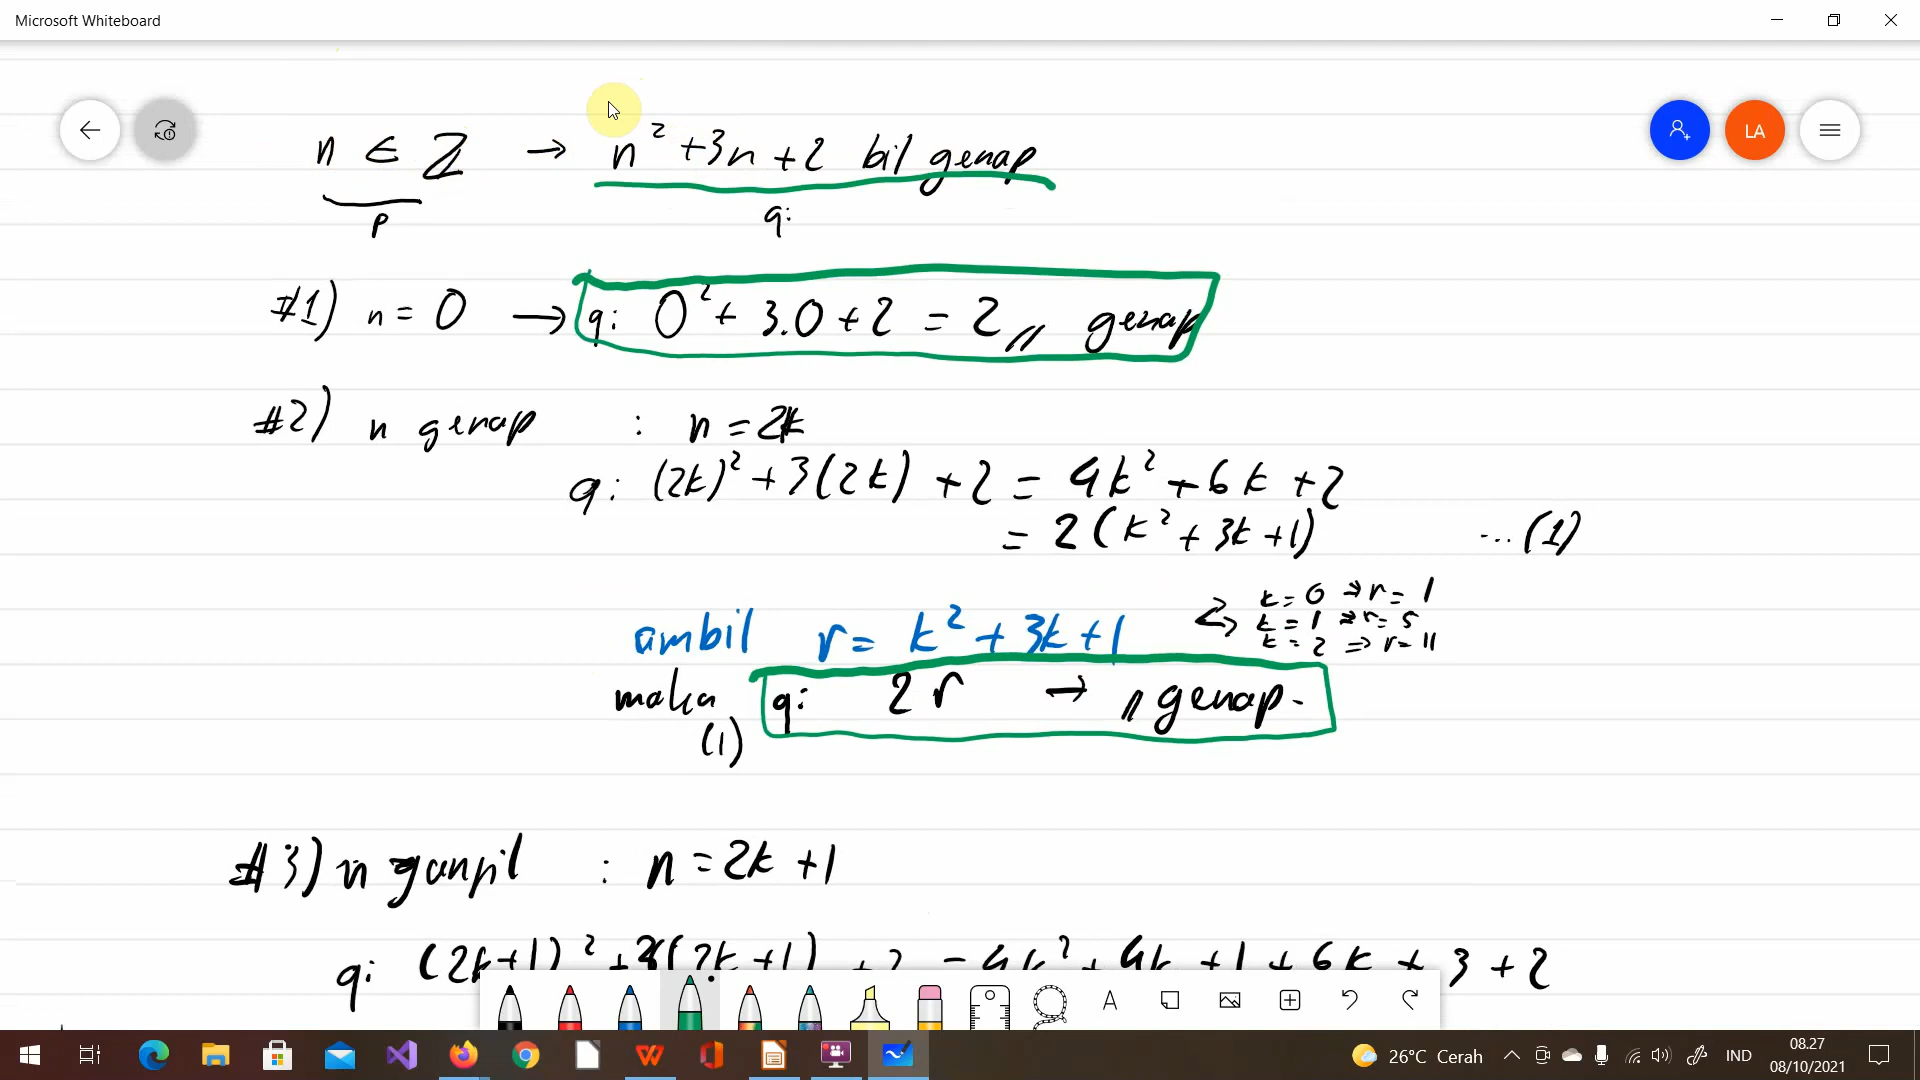 Microsoft Whiteboard
LA
n ∈ ℤ → n² +3n +2 bil genap
p q:
#1) n = 0 → q: 0² + 3.0 + 2 = 2 // genap
#2) n genap : n = 2k
q: (2k)² + 3(2k) + 2 = 4k² + 6k + 2
= 2 (k² + 3k + 1) ... (1)
k = 0 → r = 1
k = 1 → r = 5
k = 2 ⇒ r = 11
ambil r = k² + 3k + 1
maka q: 2 r → // genap.
(1)
#3) n ganjil : n = 2k + 1
q: (2k+1)² + 3(2k+1) + 2 = 4k² + 4k + 1 + 6k + 3 + 2
A
26°C Cerah
IND
08.27
08/10/2021